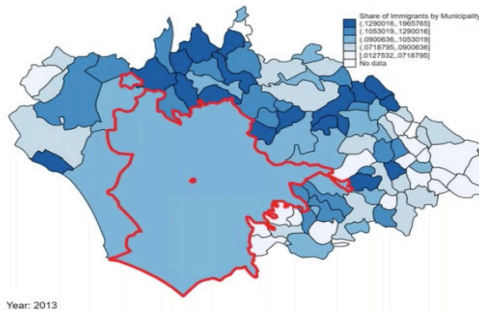 Share of Immigrants by Municipality
(.1290016,.1965765]
(.1053019,.1290016]
(.0900636,.1053019]
(.0718795,.0900636]
[.0127532,.0718795]
No data
Year: 2013